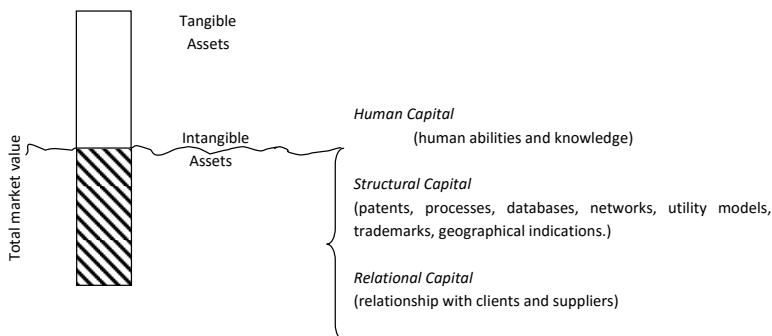 Tangible
Assets
Total market value
Intangible
Assets
Human Capital
(human abilities and knowledge)
Structural Capital
(patents, processes, databases, networks, utility models,
trademarks, geographical indications.)
Relational Capital
(relationship with clients and suppliers)